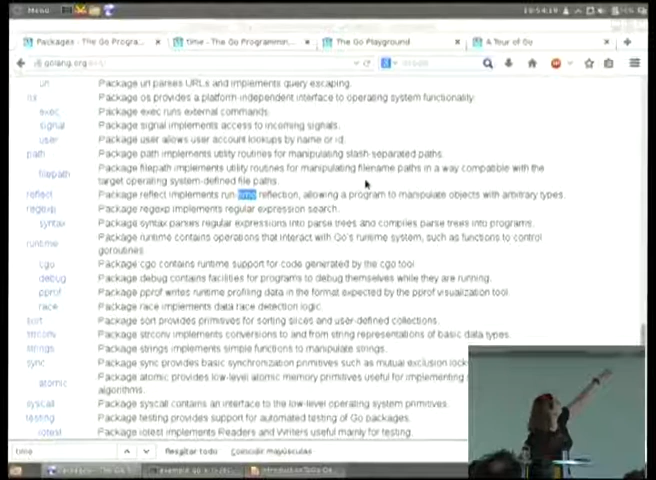 Menú 10:54:19
Packages - The Go Progra... time - The Go Programmin... The Go Playground A Tour of Go
golang.org
url Package url parses URLs and implements query escaping.
os Package os provides a platform-independent interface to operating system functionality.
exec Package exec runs external commands.
signal Package signal implements access to incoming signals.
user Package user allows user account lookups by name or id.
path Package path implements utility routines for manipulating slash-separated paths.
filepath Package filepath implements utility routines for manipulating filename paths in a way compatible with the
target operating system-defined file paths.
reflect Package reflect implements run-time reflection, allowing a program to manipulate objects with arbitrary types.
regexp Package regexp implements regular expression search.
syntax Package syntax parses regular expressions into parse trees and compiles parse trees into programs.
runtime Package runtime contains operations that interact with Go's runtime system, such as functions to control
goroutines.
cgo Package cgo contains runtime support for code generated by the cgo tool
debug Package debug contains facilities for programs to debug themselves while they are running.
pprof Package pprof writes runtime profiling data in the format expected by the pprof visualization tool
race Package race implements data race detection logic.
sort Package sort provides primitives for sorting slices and user-defined collections.
strconv Package strconv implements conversions to and from string representations of basic data types.
strings Package strings implements simple functions to manipulate strings.
sync Package sync provides basic synchronization primitives such as mutual exclusion lock
atomic Package atomic provides low-level atomic memory primitives useful for implementing
algorithms.
syscall Package syscall contains an interface to the low-level operating system primitives.
testing Package testing provides support for automated testing of Go packages.
iotest Package iotest implements Readers and Writers useful mainly for testing.
time Resaltar todo Coincidir mayúsculas